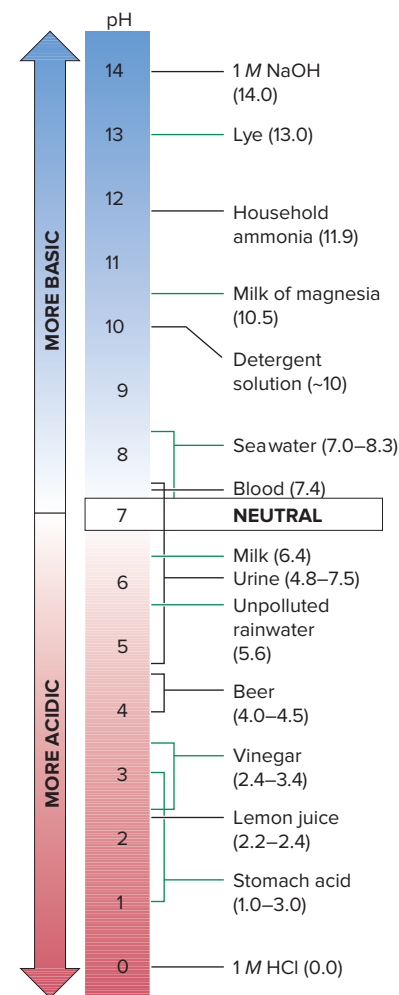 pH
14
13
12
11
10
9
8
7
6
5
4
3
2
1
0
MORE BASIC
MORE ACIDIC
1 M NaOH
(14.0)
Lye (13.0)
Household
ammonia (11.9)
Milk of magnesia
(10.5)
Detergent
solution (~10)
Seawater (7.0–8.3)
Blood (7.4)
NEUTRAL
Milk (6.4)
Urine (4.8–7.5)
Unpolluted
rainwater
(5.6)
Beer
(4.0–4.5)
Vinegar
(2.4–3.4)
Lemon juice
(2.2–2.4)
Stomach acid
(1.0–3.0)
1 M HCl (0.0)